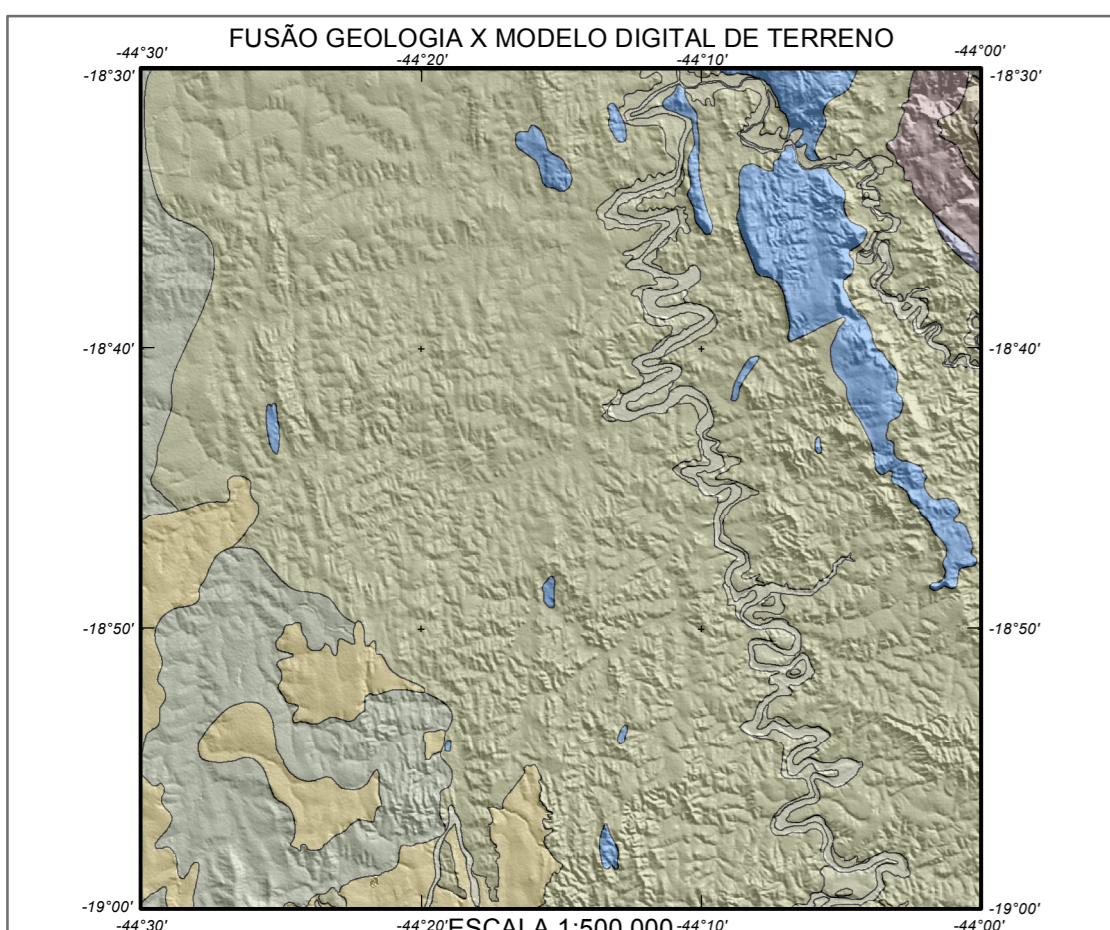 FUSÃO GEOLOGIA X MODELO DIGITAL DE TERRENO
-44°30' -44°20' -44°10' -44°00'
-18°30' -18°30'
-18°40' -18°40'
-18°50' -18°50'
-19°00' -19°00'
-44°30' -44°20' ESCALA 1:500.000 -44°10' -44°00'